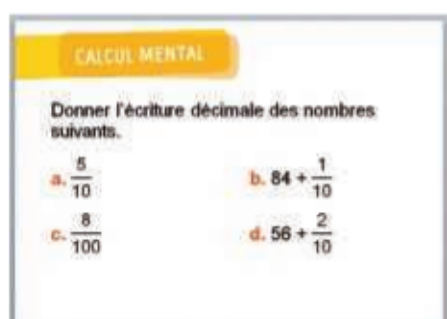 CALCUL MENTAL
Donner l'écriture décimale des nombres
suivants.
a. 5/10 b. 84 + 1/10
c. 8/100 d. 56 + 2/10